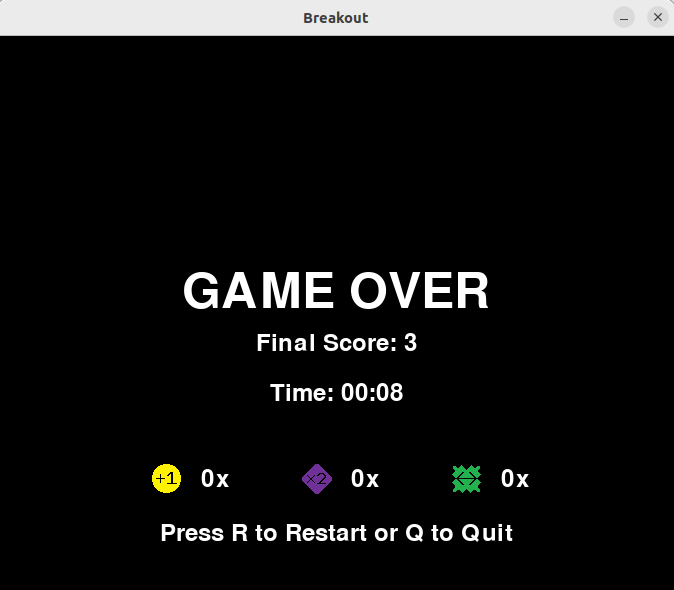 Breakout
GAME OVER
Final Score: 3
Time: 00:08
+1 0x x2 0x 0x
Press R to Restart or Q to Quit